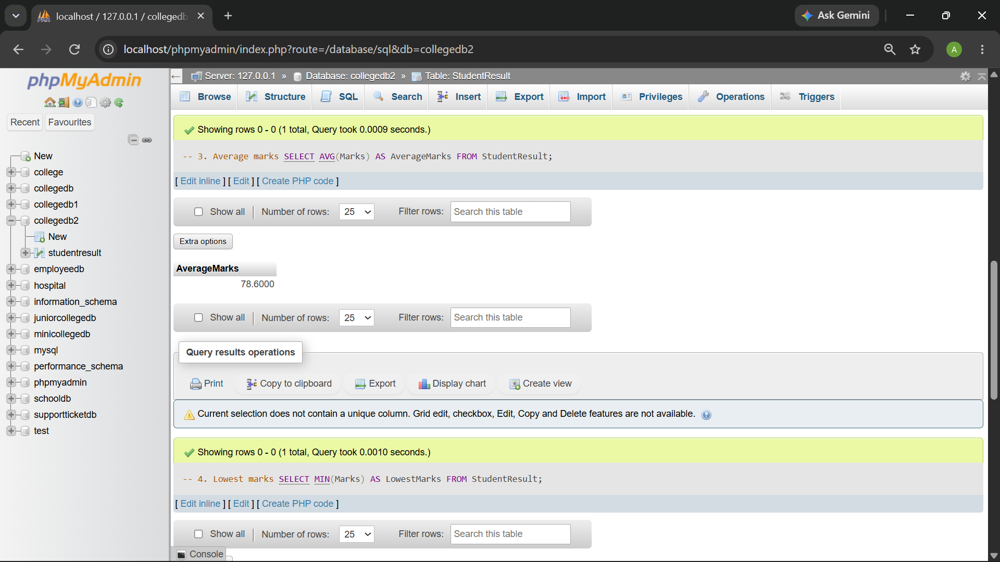 localhost / 127.0.0.1 / collegedb
Ask Gemini
localhost/phpmyadmin/index.php?route=/database/sql&db=collegedb2
A
phpMyAdmin
Recent
Favourites
New
college
collegedb
collegedb1
collegedb2
New
studentresult
employeedb
hospital
information_schema
juniorcollegedb
minicollegedb
mysql
performance_schema
phpmyadmin
schooldb
supportticketdb
test
Server: 127.0.0.1 » Database: collegedb2 » Table: StudentResult
Browse Structure SQL Search Insert Export Import Privileges Operations Triggers
Showing rows 0 - 0 (1 total, Query took 0.0009 seconds.)
-- 3. Average marks SELECT AVG(Marks) AS AverageMarks FROM StudentResult;
[ Edit inline ] [ Edit ] [ Create PHP code ]
Show all Number of rows: 25 Filter rows: Search this table
Extra options
AverageMarks
78.6000
Show all Number of rows: 25 Filter rows: Search this table
Query results operations
Print Copy to clipboard Export Display chart Create view
Current selection does not contain a unique column. Grid edit, checkbox, Edit, Copy and Delete features are not available.
Showing rows 0 - 0 (1 total, Query took 0.0010 seconds.)
-- 4. Lowest marks SELECT MIN(Marks) AS LowestMarks FROM StudentResult;
[ Edit inline ] [ Edit ] [ Create PHP code ]
Show all Number of rows: 25 Filter rows: Search this table
Console